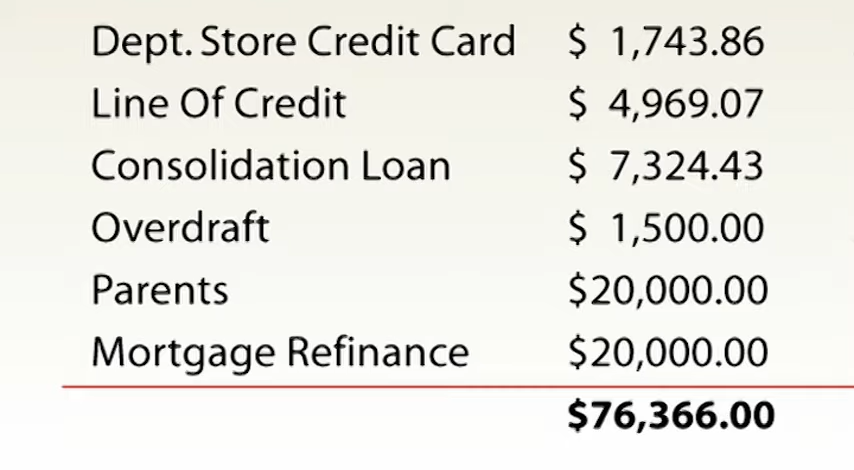 Dept. Store Credit Card $ 1,743.86
Line Of Credit $ 4,969.07
Consolidation Loan $ 7,324.43
Overdraft $ 1,500.00
Parents $20,000.00
Mortgage Refinance $20,000.00
$76,366.00